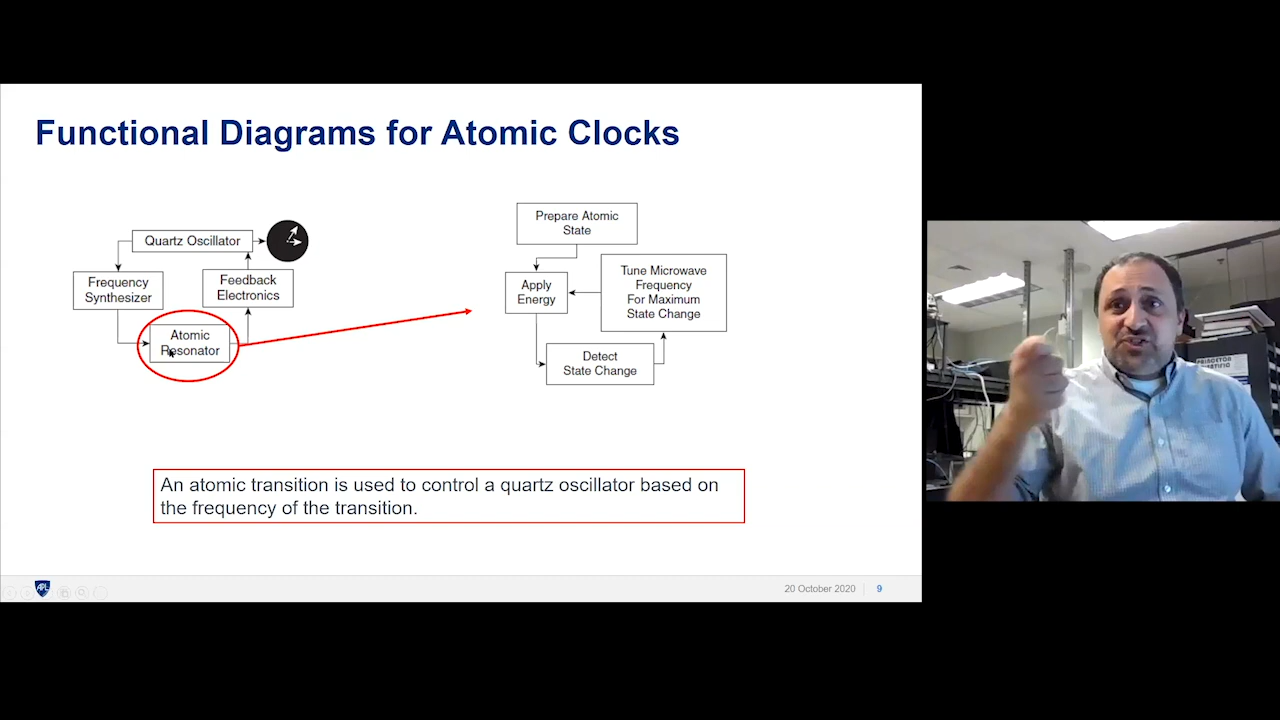 Functional Diagrams for Atomic Clocks
Quartz Oscillator
Frequency
Synthesizer
Feedback
Electronics
Atomic
Resonator
Prepare Atomic
State
Apply
Energy
Tune Microwave
Frequency
For Maximum
State Change
Detect
State Change
An atomic transition is used to control a quartz oscillator based on
the frequency of the transition.
APL
20 October 2020
9
PRINCETON